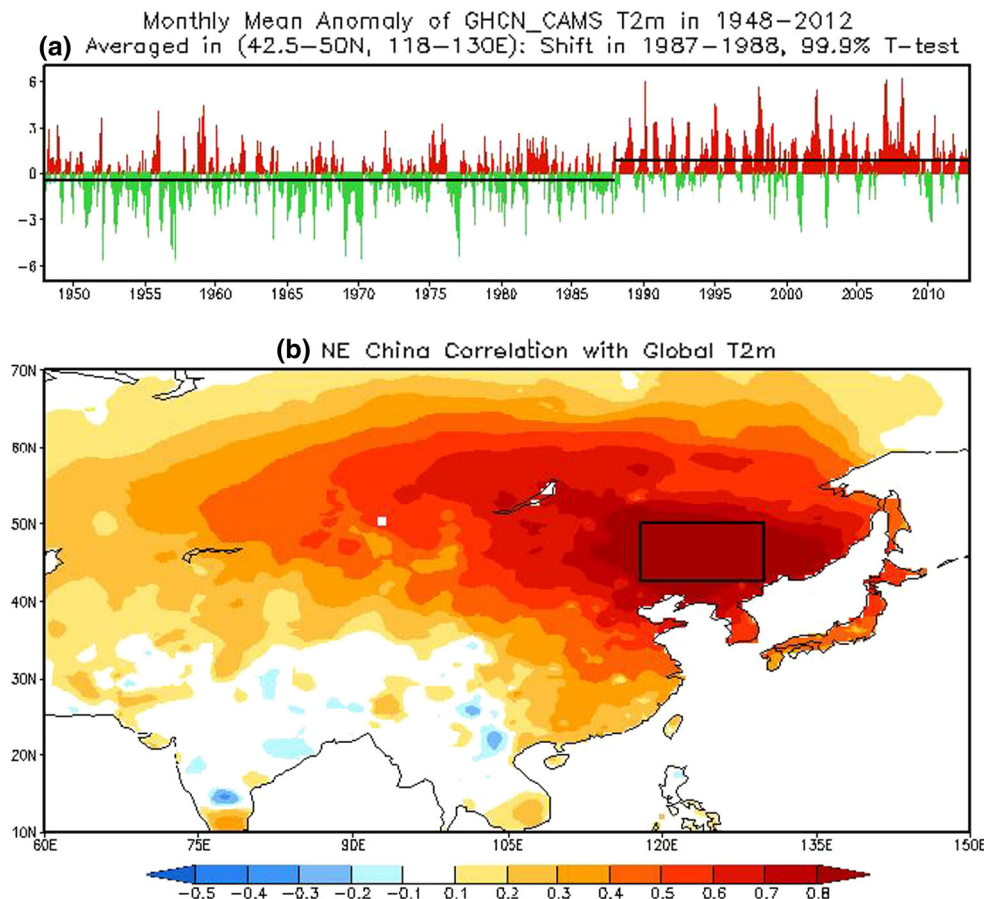 Monthly Mean Anomaly of GHCN_CAMS T2m in 1948-2012
(a) Averaged in (42.5-50N, 118-130E): Shift in 1987-1988, 99.9% T-test
6
3
0
-3
-6
1950 1955 1960 1965 1970 1975 1980 1985 1990 1995 2000 2005 2010
(b) NE China Correlation with Global T2m
70N
60N
50N
40N
30N
20N
10N
60E 75E 90E 105E 120E 135E 150E
-0.5 -0.4 -0.3 -0.2 -0.1 0.1 0.2 0.3 0.4 0.5 0.6 0.7 0.8